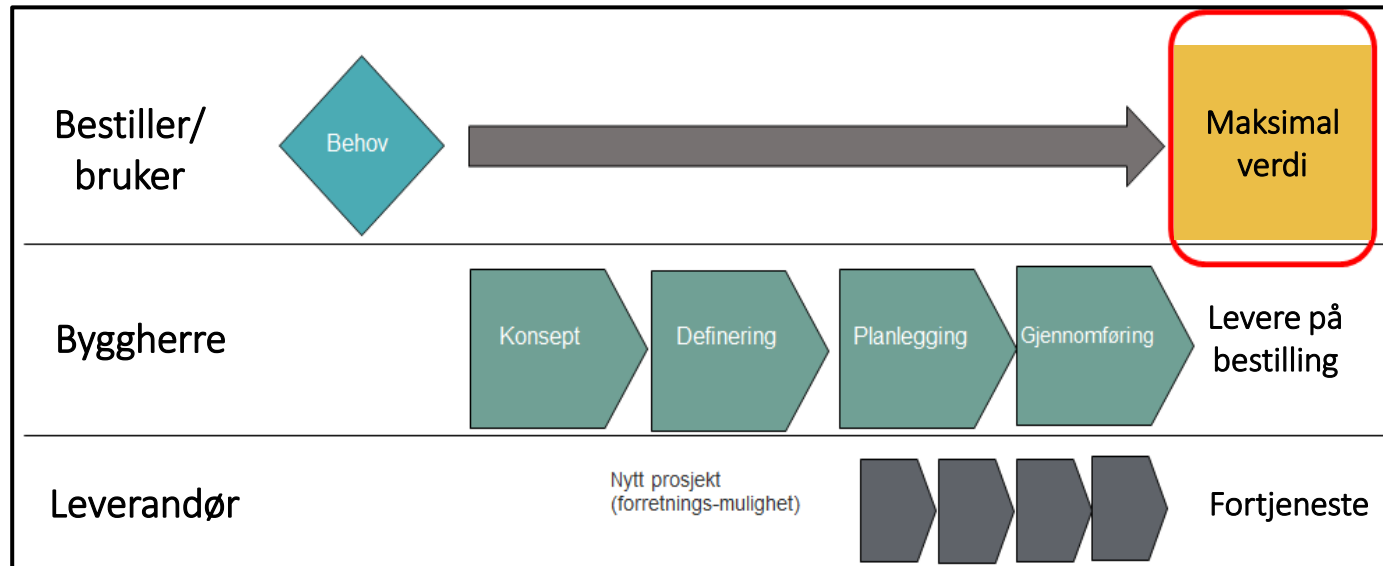 Bestiller/
bruker
Behov
Maksimal
verdi
Byggherre
Konsept
Definering
Planlegging
Gjennomføring
Levere på
bestilling
Leverandør
Nytt prosjekt
(forretnings-mulighet)
Fortjeneste